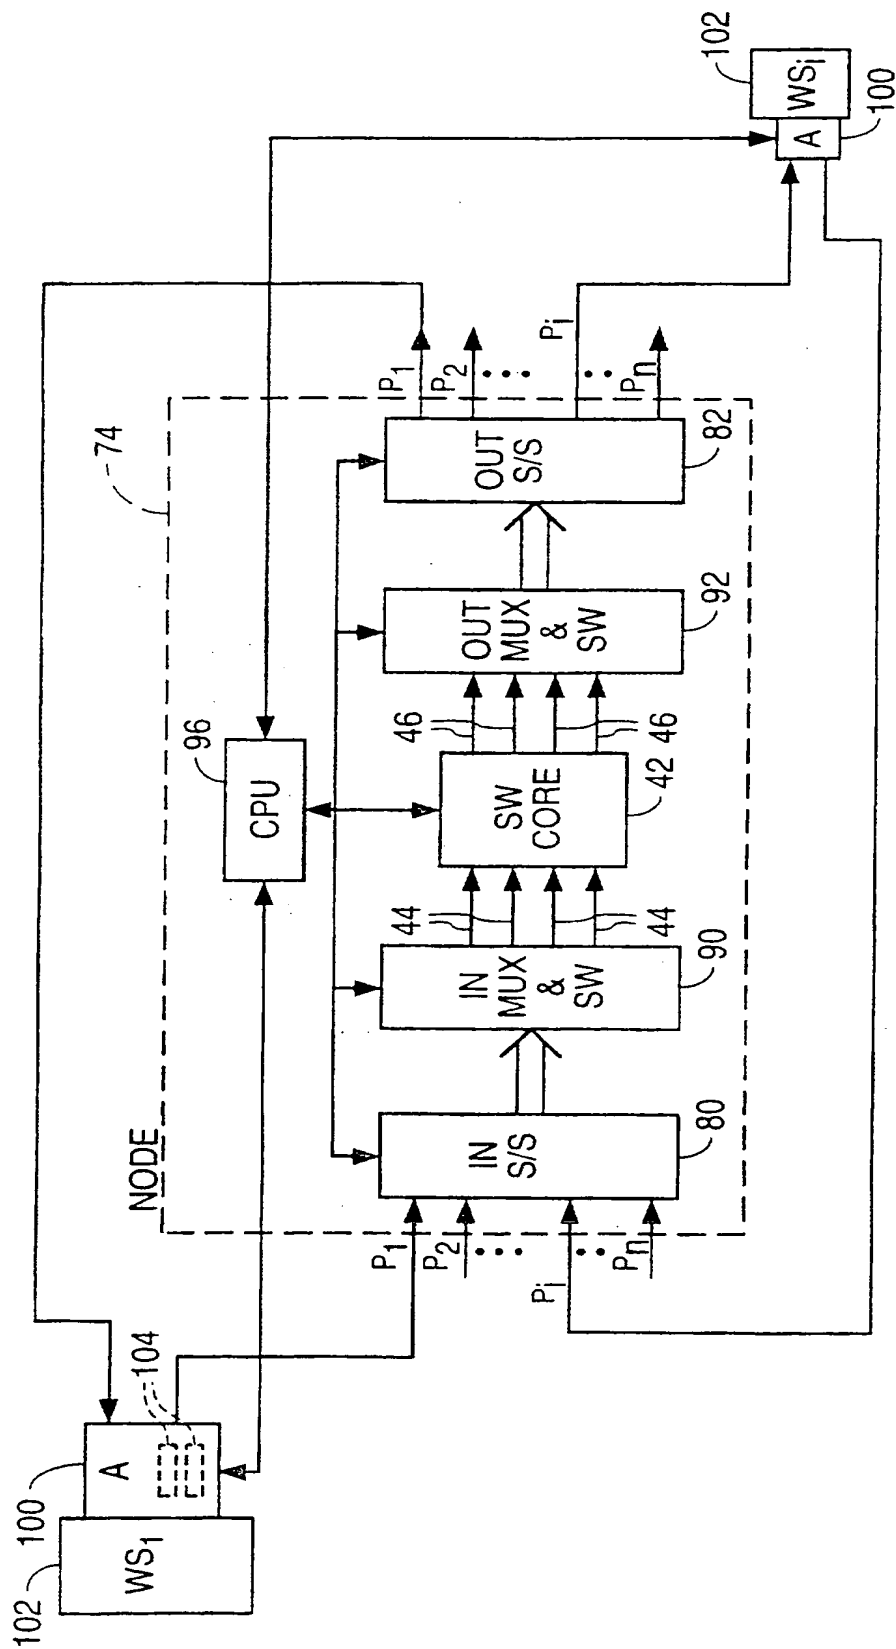 102
WS1
100
A
104
NODE
74
96
CPU
P1
P2
Pi
Pn
IN
S/S
80
IN
MUX
&
SW
90
44
44
SW
CORE
42
46
46
OUT
MUX
&
SW
92
OUT
S/S
82
P1
P2
Pi
Pn
102
WSi
A
100